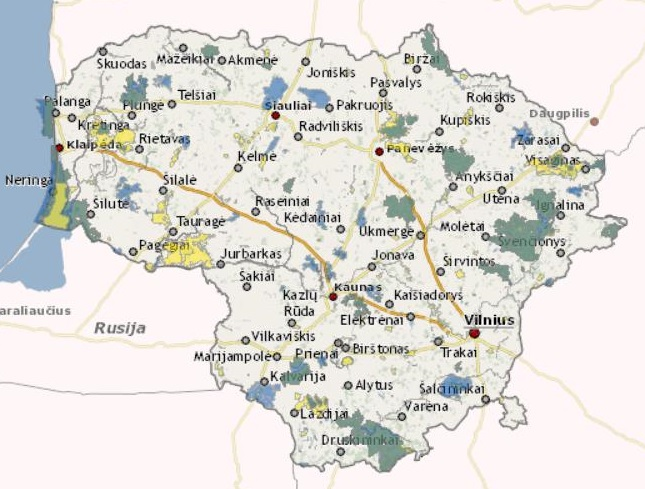 Skuodas
Mažeikiai
Akmenė
Joniškis
Biržai
Pasvalys
Palanga
Plungė
Telšiai
Šiauliai
Pakruojis
Rokiškis
Kretinga
Radviliškis
Kupiškis
Daugpilis
Klaipėda
Rietavas
Panevėžys
Zarasai
Visaginas
Kelmė
Neringa
Šilalė
Anykščiai
Utena
Ignalina
Šilutė
Raseiniai
Kėdainiai
Tauragė
Ukmergė
Molėtai
Švenčionys
Pagėgiai
Jurbarkas
Jonava
Širvintos
Šakiai
Kaunas
Kazlų
Rūda
Kaišiadorys
araliaučius
Rusija
Elektrėnai
Vilnius
Vilkaviškis
Marijampolė
Prienai
Birštonas
Trakai
Kalvarija
Alytus
Šalčininkai
Lazdijai
Varėna
Druskininkai